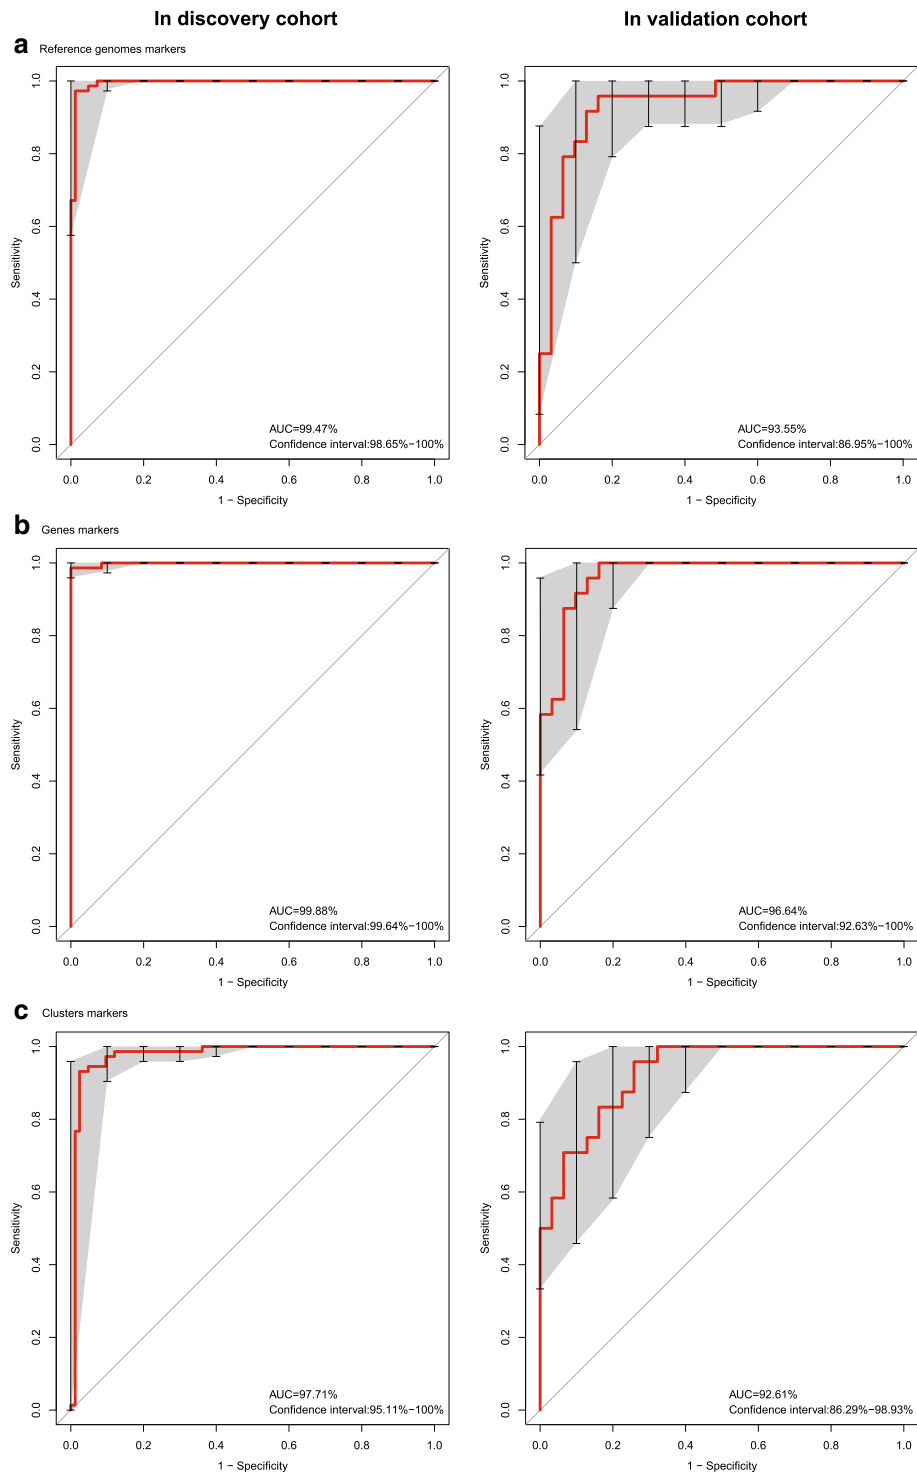 In discovery cohort
In validation cohort
a Reference genomes markers
1.0
0.8
0.6
0.4
0.2
0.0
Sensitivity
AUC=99.47%
Confidence interval:98.65%−100%
0.0 0.2 0.4 0.6 0.8 1.0
1 − Specificity
1.0
0.8
0.6
0.4
0.2
0.0
Sensitivity
AUC=93.55%
Confidence interval:86.95%−100%
0.0 0.2 0.4 0.6 0.8 1.0
1 − Specificity
b Genes markers
1.0
0.8
0.6
0.4
0.2
0.0
Sensitivity
AUC=99.88%
Confidence interval:99.64%−100%
0.0 0.2 0.4 0.6 0.8 1.0
1 − Specificity
1.0
0.8
0.6
0.4
0.2
0.0
Sensitivity
AUC=96.64%
Confidence interval:92.63%−100%
0.0 0.2 0.4 0.6 0.8 1.0
1 − Specificity
c Clusters markers
1.0
0.8
0.6
0.4
0.2
0.0
Sensitivity
AUC=97.71%
Confidence interval:95.11%−100%
0.0 0.2 0.4 0.6 0.8 1.0
1 − Specificity
1.0
0.8
0.6
0.4
0.2
0.0
Sensitivity
AUC=92.61%
Confidence interval:86.29%−98.93%
0.0 0.2 0.4 0.6 0.8 1.0
1 − Specificity